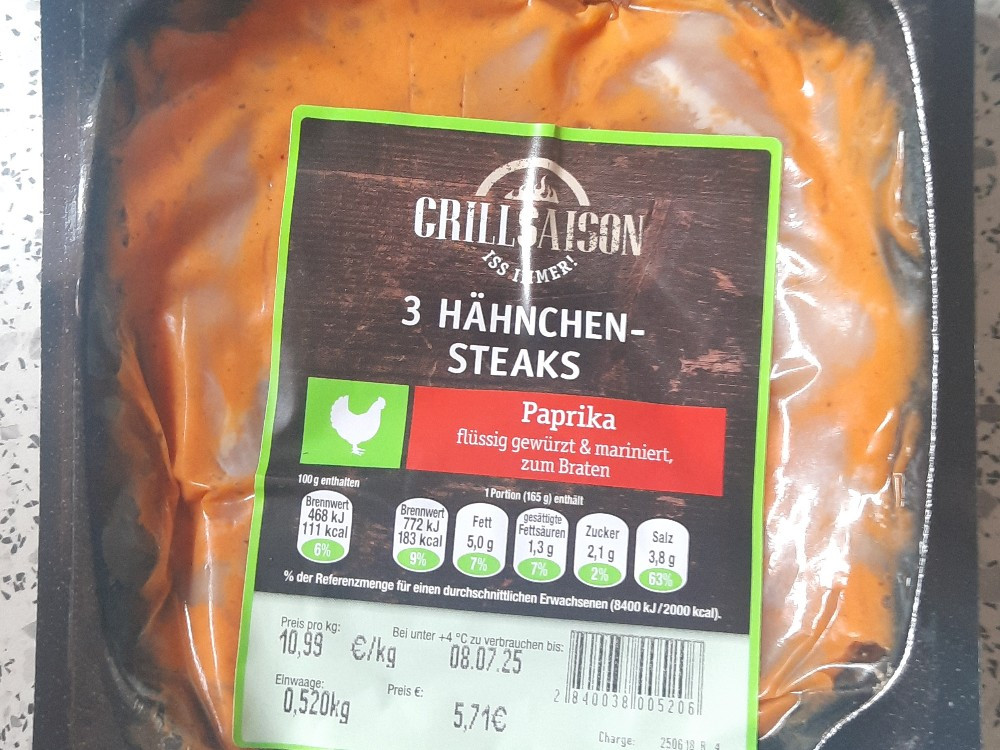 GRILLSAISON
ISS IMMER!
3 HÄHNCHEN-
STEAKS
Paprika
flüssig gewürzt & mariniert,
zum Braten
100 g enthalten
Brennwert
468 kJ
111 kcal
6%
1 Portion (165 g) enthält
Brennwert
772 kJ
183 kcal
9%
Fett
5,0 g
7%
gesättigte
Fettsäuren
1,3 g
7%
Zucker
2,1 g
2%
Salz
3,8 g
63%
% der Referenzmenge für einen durchschnittlichen Erwachsenen (8400 kJ/2000 kcal).
Preis pro kg:
10,99 €/kg
Bei unter +4 °C zu verbrauchen bis:
08.07.25
Einwaage:
0,520kg
Preis €:
5,71€
2 840038 005206
Charge: 250618 8 4